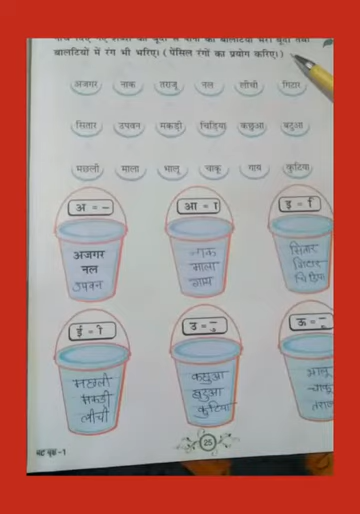 बालटियों में रंग भी भरिए। (पेंसिल रंगों का प्रयोग करिए।)
अजगर नाक तराजू नल लीची गिटार
सितार उपवन मकड़ी चिड़िया कछुआ बटुआ
मछली माला भालू चाकू गाय कुटिया
अ = –
आ = ा
इ = ि
अजगर
नल
उपवन
नाक
माला
गाय
सितार
गिटार
चिड़िया
ई = ी
उ = ु
ऊ = ू
मछली
मकड़ी
लीची
कछुआ
बटुआ
कुटिया
भालू
चाकू
तराजू
25